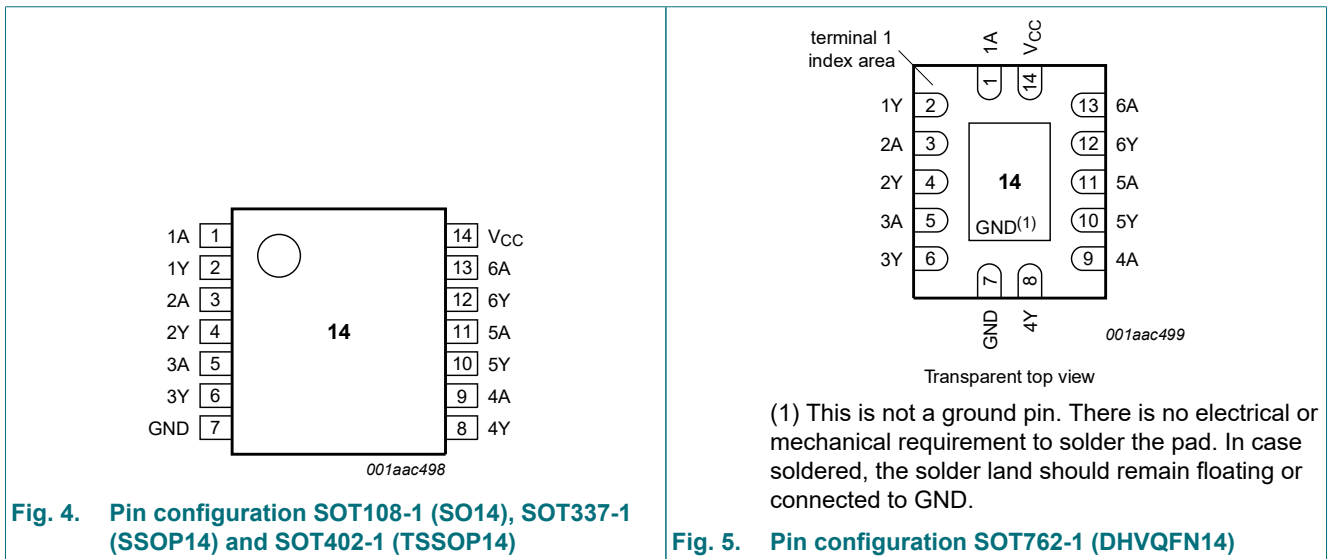 1A 1
1Y 2
2A 3
2Y 4
3A 5
3Y 6
GND 7
14
14 VCC
13 6A
12 6Y
11 5A
10 5Y
9 4A
8 4Y
001aac498
Fig. 4. Pin configuration SOT108-1 (SO14), SOT337-1
(SSOP14) and SOT402-1 (TSSOP14)
terminal 1
index area
1A
VCC
1
14
1Y 2
2A 3
2Y 4
3A 5
3Y 6
14
GND(1)
13 6A
12 6Y
11 5A
10 5Y
9 4A
7
8
GND
4Y
001aac499
Transparent top view
(1) This is not a ground pin. There is no electrical or
mechanical requirement to solder the pad. In case
soldered, the solder land should remain floating or
connected to GND.
Fig. 5. Pin configuration SOT762-1 (DHVQFN14)